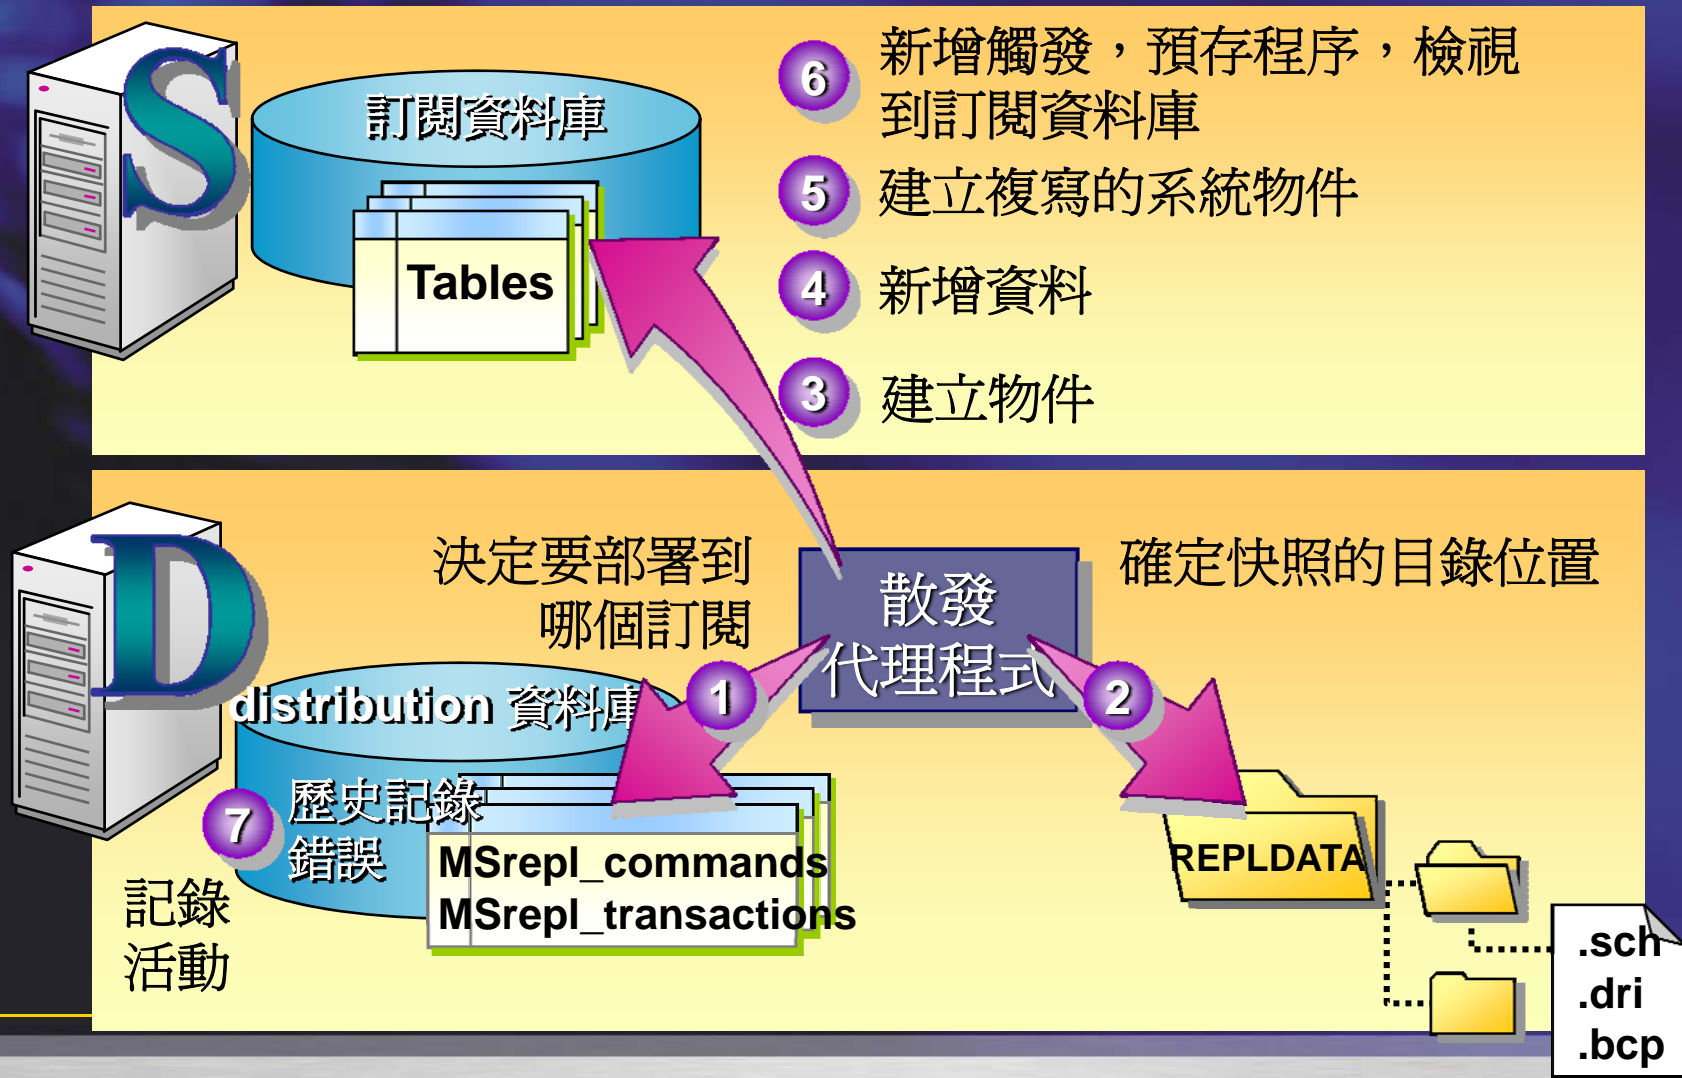 S
訂閱資料庫
Tables
6
新增觸發，預存程序，檢視
到訂閱資料庫
5
建立複寫的系統物件
4
新增資料
3
建立物件
D
決定要部署到
哪個訂閱
散發
代理程式
確定快照的目錄位置
1
2
distribution 資料庫
7
歷史記錄
錯誤
MSrepl_commands
MSrepl_transactions
記錄
活動
REPLDATA
.sch
.dri
.bcp